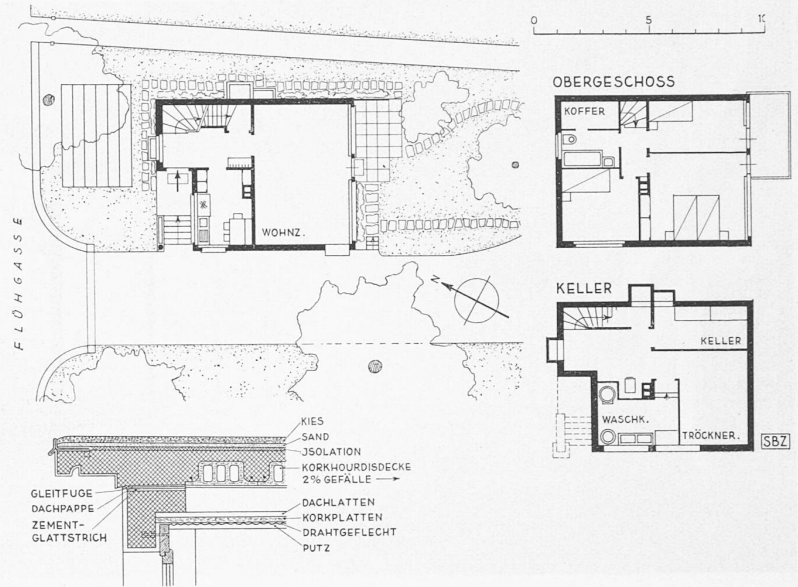 0 5 10
OBERGESCHOSS
KOFFER
WOHNZ.
FLÜHGASSE
N
KELLER
KELLER
WASCHK.
TRÖCKNER.
SBZ
KIES
SAND
JSOLATION
KORKHOURDISDECKE
2% GEFÄLLE
GLEITFUGE
DACHPAPPE
ZEMENT-
GLATTSTRICH
DACHLATTEN
KORKPLATTEN
DRAHTGEFLECHT
PUTZ